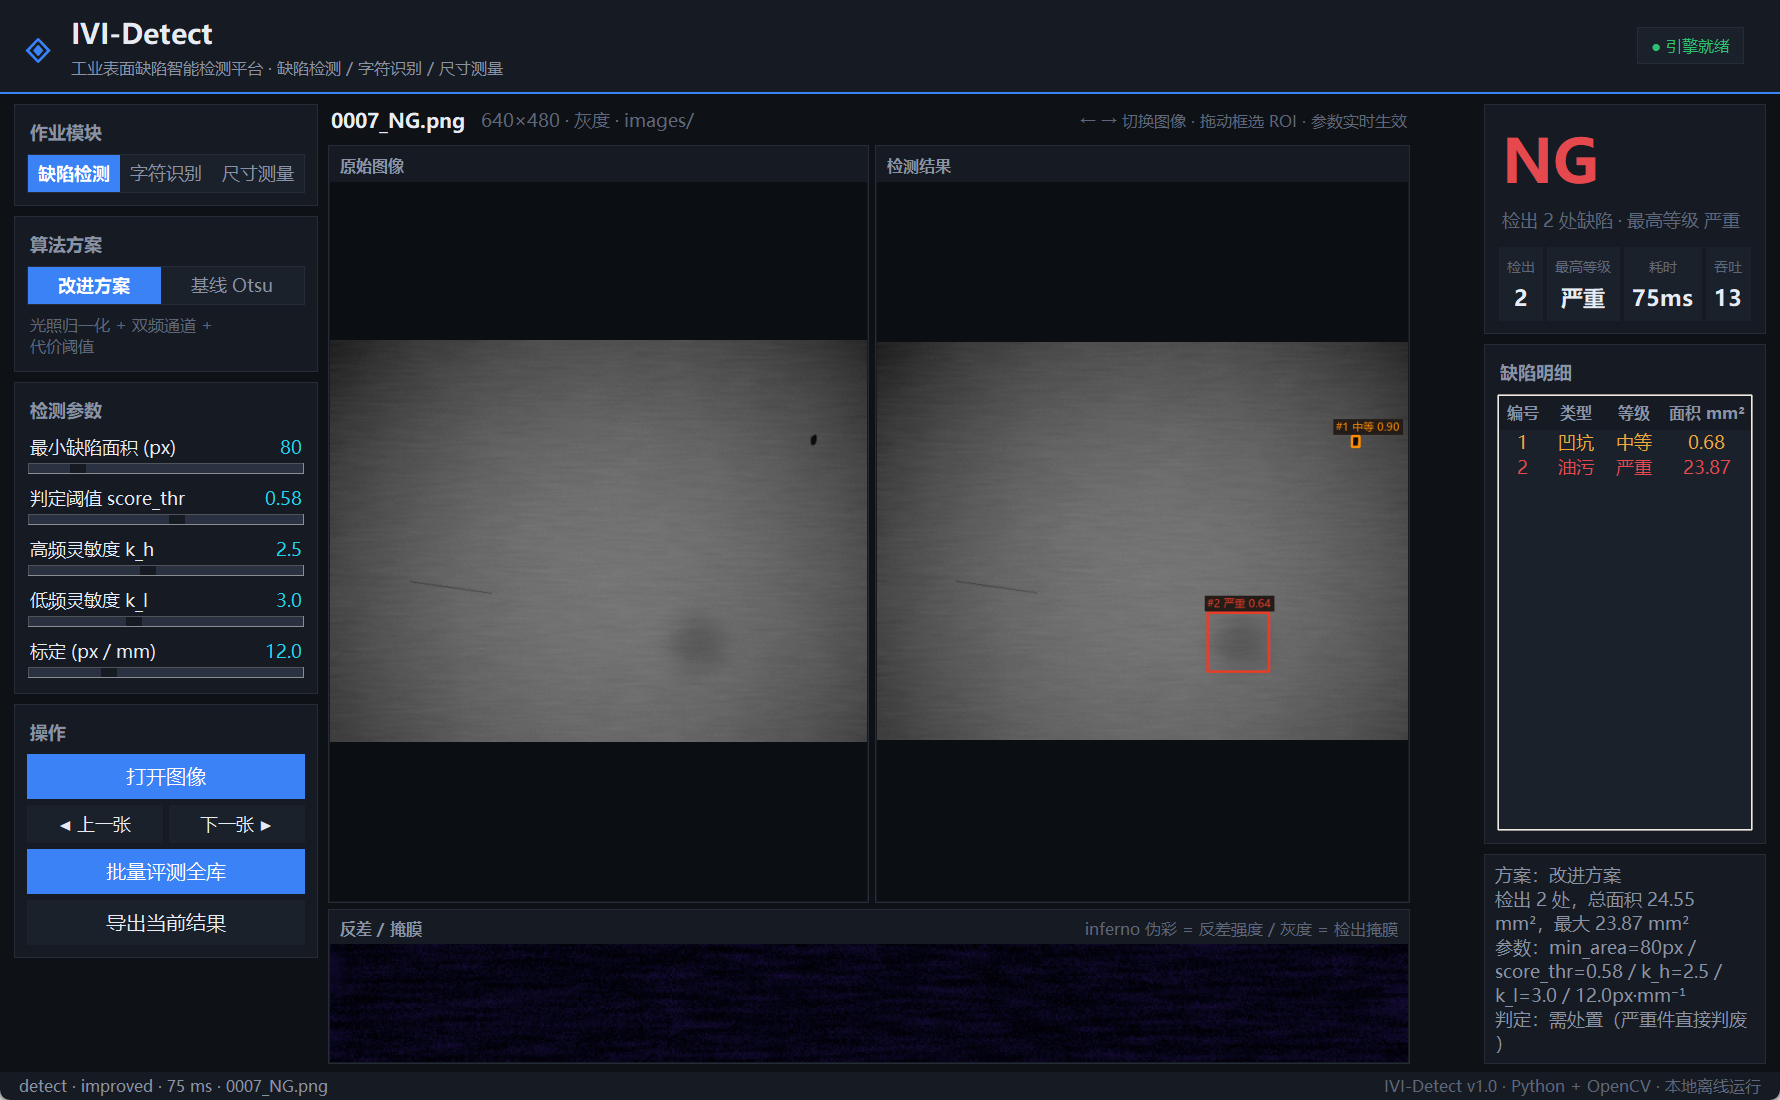 IVI-Detect
工业表面缺陷智能检测平台 · 缺陷检测 / 字符识别 / 尺寸测量
● 引擎就绪
作业模块
缺陷检测 字符识别 尺寸测量
算法方案
改进方案 基线 Otsu
光照归一化 + 双频通道 +
代价阈值
检测参数
最小缺陷面积 (px) 80
判定阈值 score_thr 0.58
高频灵敏度 k_h 2.5
低频灵敏度 k_l 3.0
标定 (px / mm) 12.0
操作
打开图像
◄ 上一张 下一张 ►
批量评测全库
导出当前结果
0007_NG.png 640×480 · 灰度 · images/
←→ 切换图像 · 拖动框选 ROI · 参数实时生效
原始图像
检测结果
#1 中等 0.90
#2 严重 0.64
反差 / 掩膜
inferno 伪彩 = 反差强度 / 灰度 = 检出掩膜
NG
检出 2 处缺陷 · 最高等级 严重
检出 最高等级 耗时 吞吐
2 严重 75ms 13
缺陷明细
编号 类型 等级 面积 mm²
1 凹坑 中等 0.68
2 油污 严重 23.87
方案：改进方案
检出 2 处，总面积 24.55
mm²，最大 23.87 mm²
参数：min_area=80px /
score_thr=0.58 / k_h=2.5 /
k_l=3.0 / 12.0px·mm⁻¹
判定：需处置（严重件直接判废
）
detect · improved · 75 ms · 0007_NG.png
IVI-Detect v1.0 · Python + OpenCV · 本地离线运行